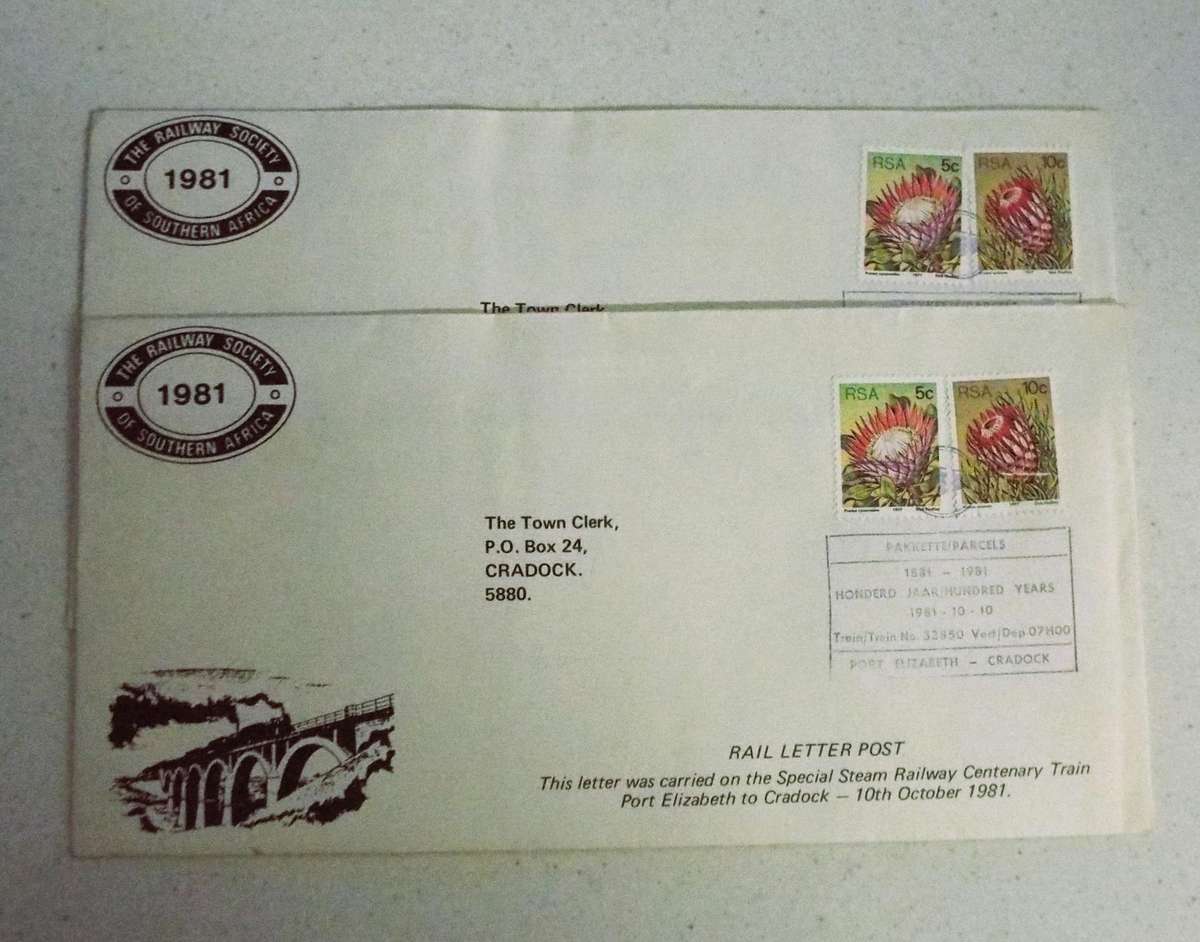 THE RAILWAY SOCIETY
1981
OF SOUTHERN AFRICA
RSA 5c
RSA 10c
The Town Clerk
THE RAILWAY SOCIETY
1981
OF SOUTHERN AFRICA
RSA 5c
RSA 10c
The Town Clerk,
P.O. Box 24,
CRADOCK.
5880.
PAKKETTE/PARCELS
1881 - 1981
HONDERD JAAR/HUNDRED YEARS
1981-10-10
Trein/Train No. 32850 Vert/Dep 07H00
PORT ELIZABETH - CRADOCK
RAIL LETTER POST
This letter was carried on the Special Steam Railway Centenary Train
Port Elizabeth to Cradock — 10th October 1981.